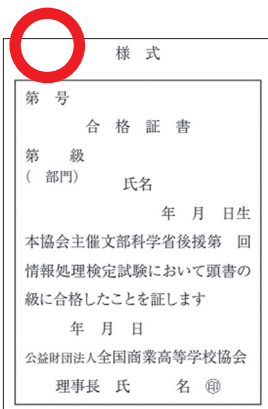 様 式
第 号
合 格 証 書
第 級
( 部門)
氏名
年 月 日生
本協会主催文部科学省後援第 回
情報処理検定試験において頭書の
級に合格したことを証します
年 月 日
公益財団法人全国商業高等学校協会
理事長 氏 名 ㊞